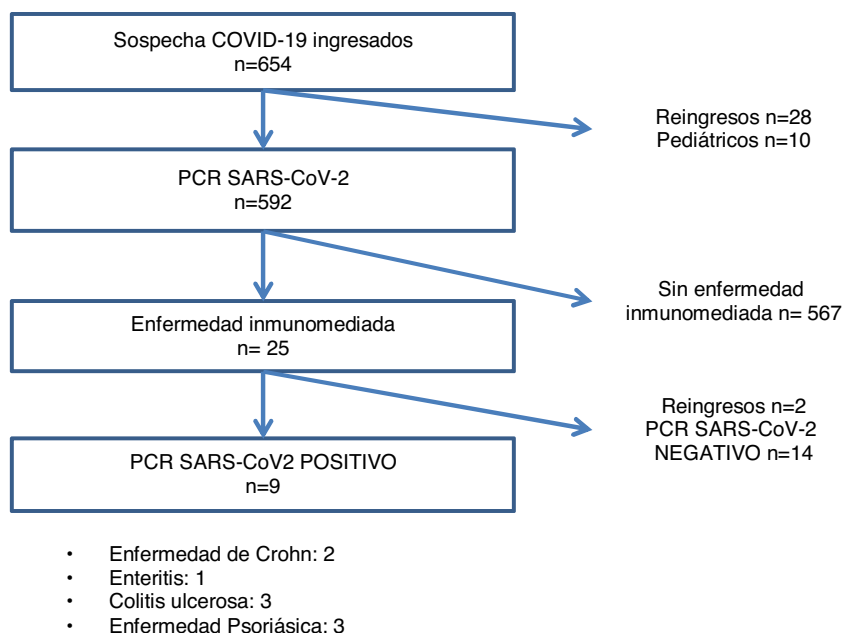 Sospecha COVID-19 ingresados
n=654
Reingresos n=28
Pediátricos n=10
PCR SARS-CoV-2
n=592
Sin enfermedad
inmunomediada n= 567
Enfermedad inmunomediada
n= 25
Reingresos n=2
PCR SARS-CoV-2
NEGATIVO n=14
PCR SARS-CoV2 POSITIVO
n=9
• Enfermedad de Crohn: 2
• Enteritis: 1
• Colitis ulcerosa: 3
• Enfermedad Psoriásica: 3